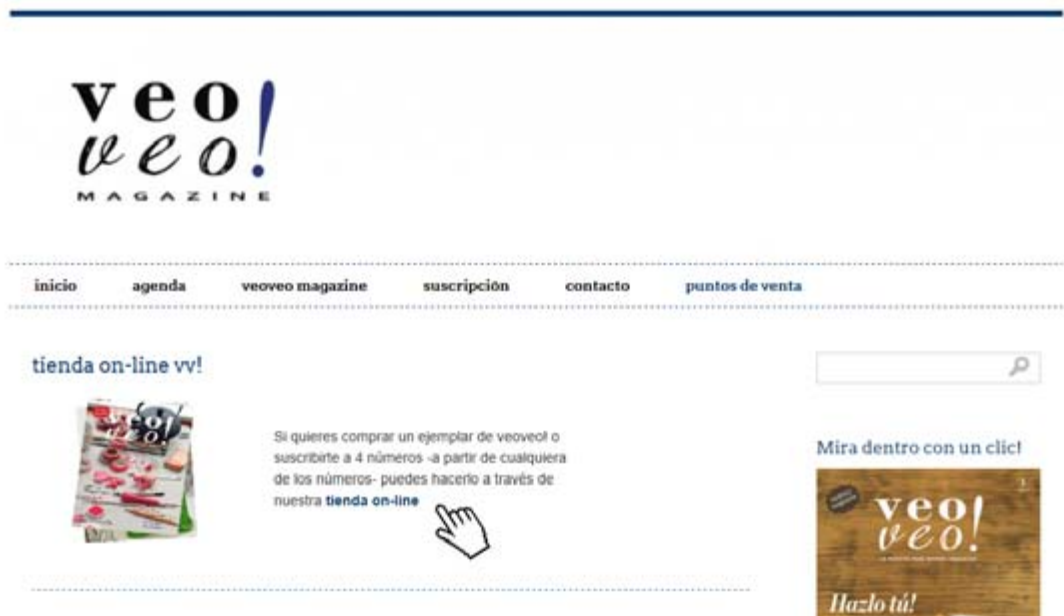 veo
veo!
MAGAZINE
inicio agenda veoveo magazine suscripción contacto puntos de venta
tienda on-line vv!
veo!
veo!
Si quieres comprar un ejemplar de veoveo! o
suscribirte a 4 números -a partir de cualquiera
de los números- puedes hacerlo a través de
nuestra tienda on-line
Mira dentro con un clic!
veo!
veo!
Hazlo tú!